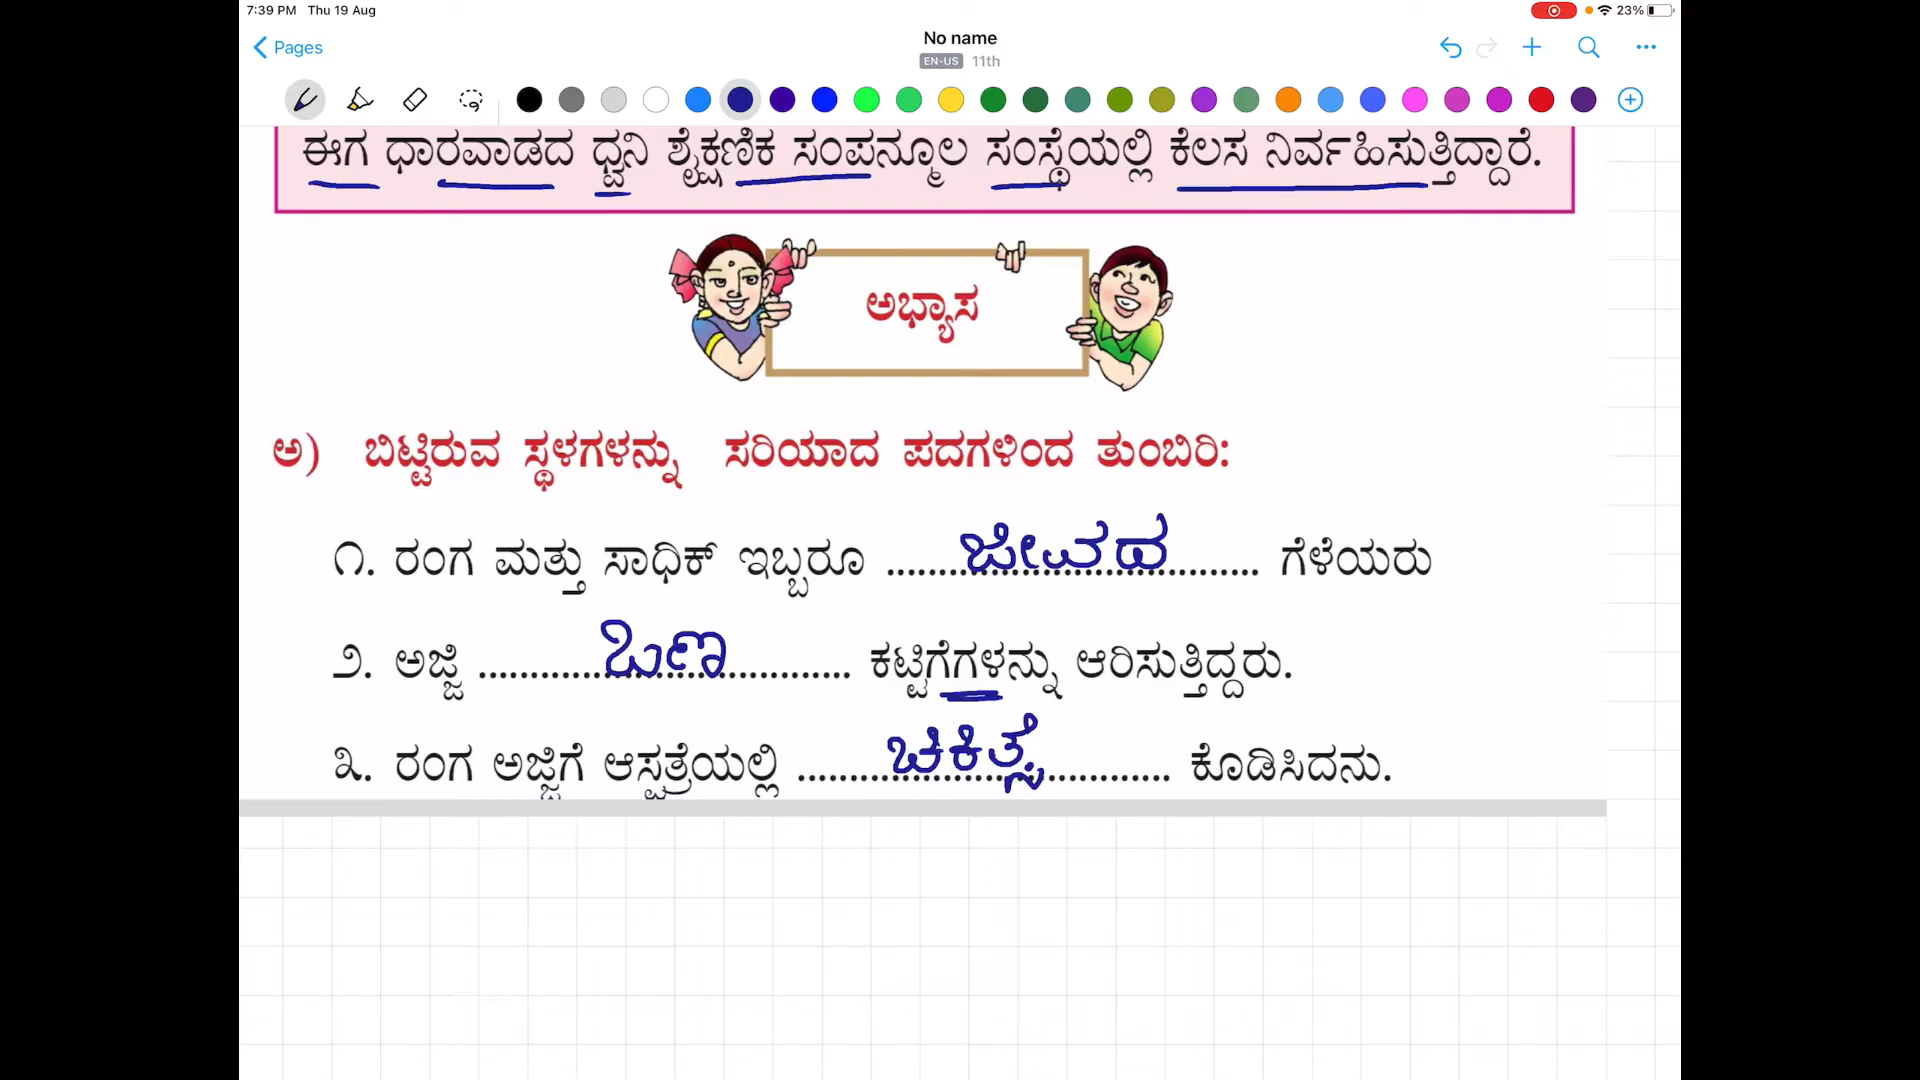 7:39 PM Thu 19 Aug
23%
Pages
No name
EN-US 11th
ಈಗ ಧಾರವಾಡದ ಧ್ವನಿ ಶೈಕ್ಷಣಿಕ ಸಂಪನ್ಮೂಲ ಸಂಸ್ಥೆಯಲ್ಲಿ ಕೆಲಸ ನಿರ್ವಹಿಸುತ್ತಿದ್ದಾರೆ.
ಅಭ್ಯಾಸ
ಅ) ಬಿಟ್ಟಿರುವ ಸ್ಥಳಗಳನ್ನು ಸರಿಯಾದ ಪದಗಳಿಂದ ತುಂಬಿರಿ:
೧. ರಂಗ ಮತ್ತು ಸಾಧಿಕ್ ಇಬ್ಬರೂ ಜೀವದ ಗೆಳೆಯರು
೨. ಅಜ್ಜಿ ಒಣ ಕಟ್ಟಿಗೆಗಳನ್ನು ಆರಿಸುತ್ತಿದ್ದರು.
೩. ರಂಗ ಅಜ್ಜಿಗೆ ಆಸ್ಪತ್ರೆಯಲ್ಲಿ ಚಿಕಿತ್ಸೆ ಕೊಡಿಸಿದನು.